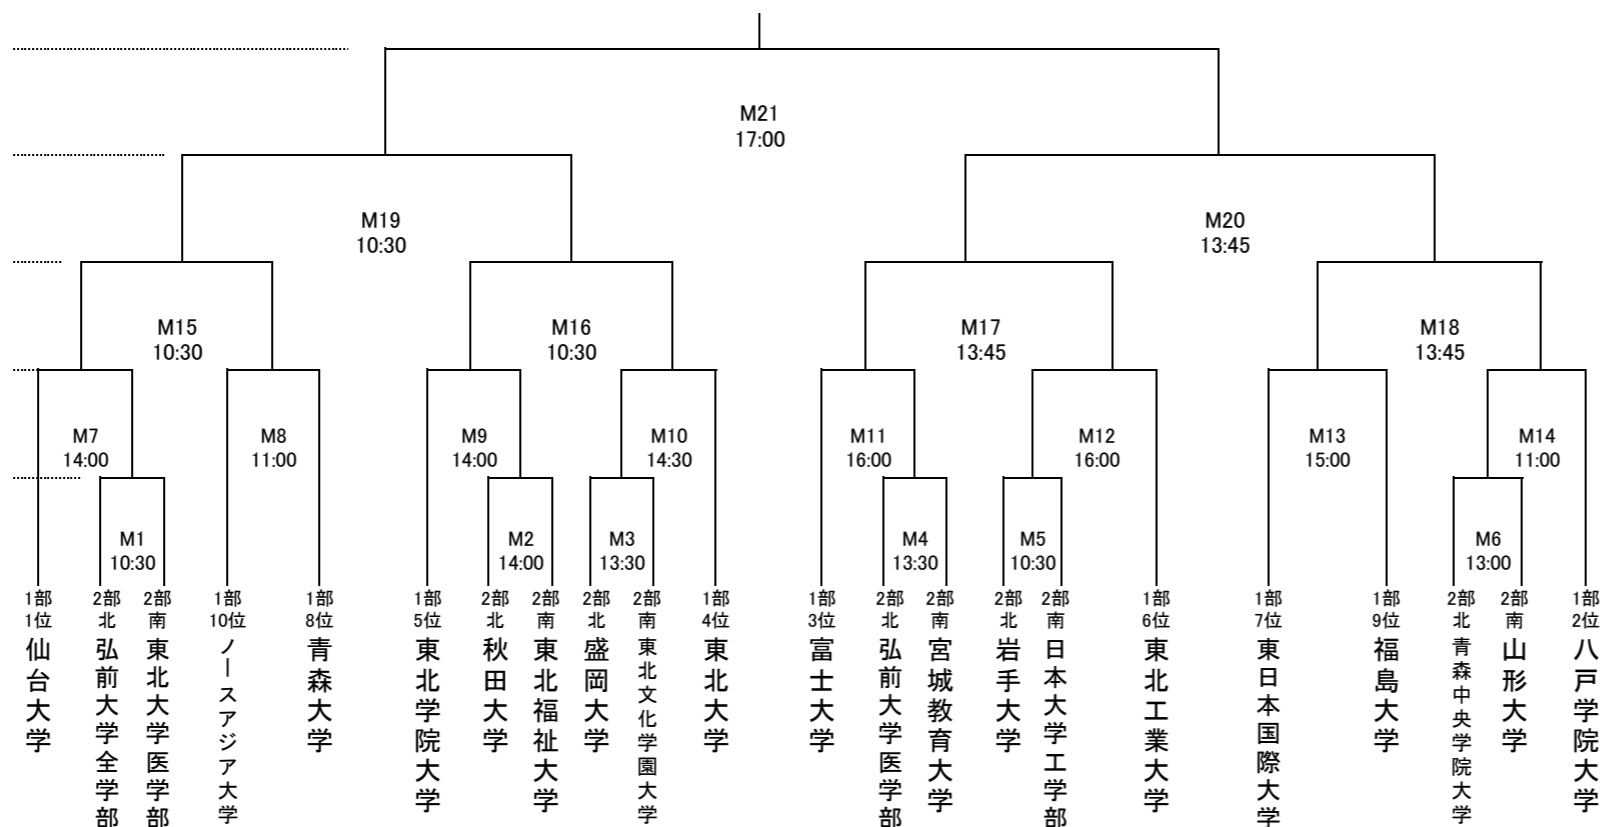 M21
17:00
M19
10:30
M20
13:45
M15
10:30
M16
10:30
M17
13:45
M18
13:45
M7
14:00
M8
11:00
M9
14:00
M10
14:30
M11
16:00
M12
16:00
M13
15:00
M14
11:00
M1
10:30
M2
14:00
M3
13:30
M4
13:30
M5
10:30
M6
13:00
1部
1位
仙台大学
2部
北
弘前大学全学部
2部
南
東北大学医学部
1部
10位
ノースアジア大学
1部
8位
青森大学
1部
5位
東北学院大学
2部
北
秋田大学
2部
南
東北福祉大学
2部
北
盛岡大学
2部
南
東北文化学園大学
1部
4位
東北大学
1部
3位
富士大学
2部
北
弘前大学医学部
2部
南
宮城教育大学
2部
北
岩手大学
2部
南
日本大学工学部
1部
6位
東北工業大学
1部
7位
東日本国際大学
1部
9位
福島大学
2部
北
青森中央学院大学
2部
南
山形大学
1部
2位
八戸学院大学